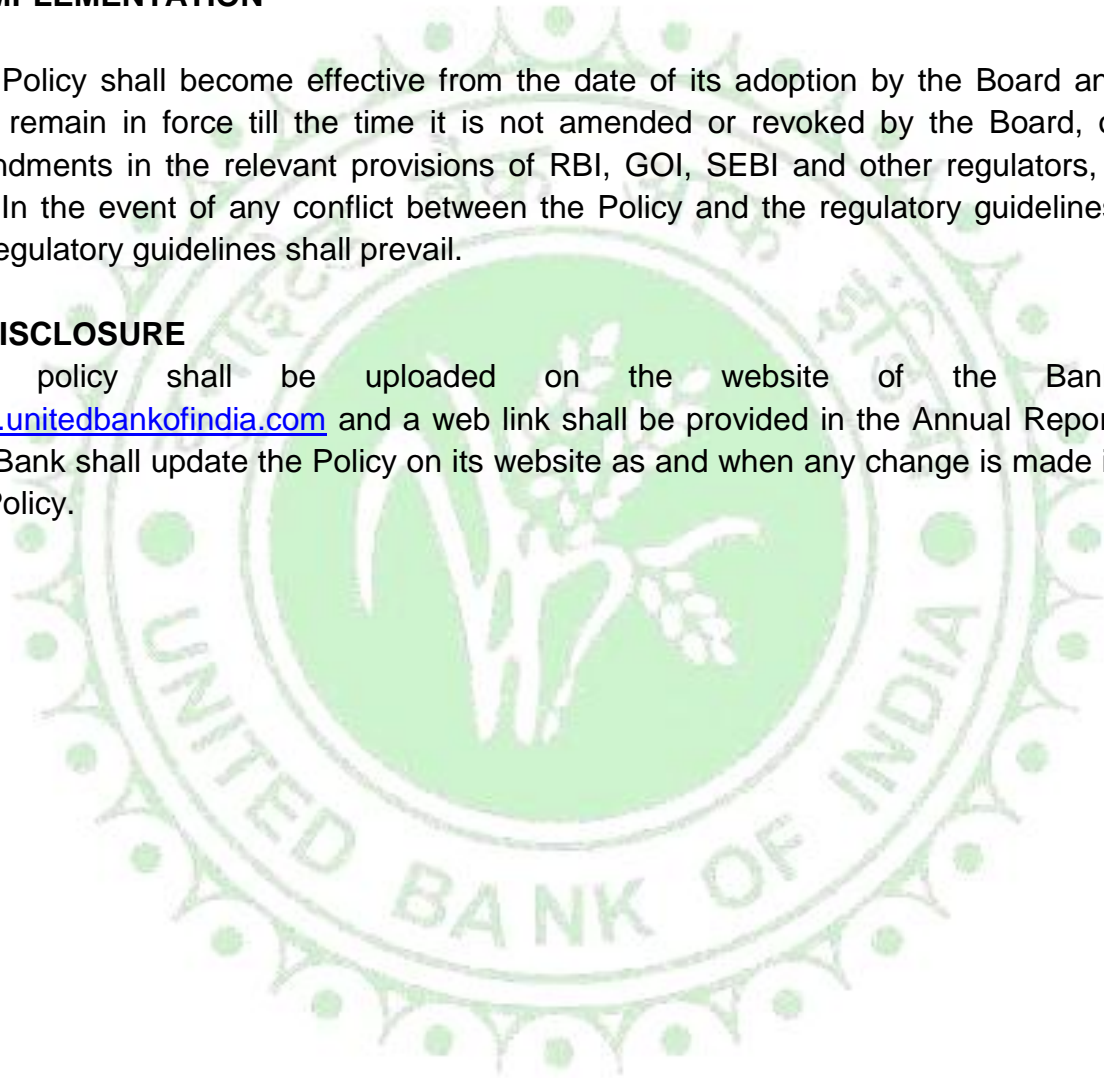 MPLEMENTATION
Policy shall become effective from the date of its adoption by the Board an
remain in force till the time it is not amended or revoked by the Board, o
ndments in the relevant provisions of RBI, GOI, SEBI and other regulators,
In the event of any conflict between the Policy and the regulatory guidelines
egulatory guidelines shall prevail.
ISCLOSURE
policy shall be uploaded on the website of the Ban
.unitedbankofindia.com and a web link shall be provided in the Annual Repor
Bank shall update the Policy on its website as and when any change is made i
Policy.
UNITED BANK OF INDIA